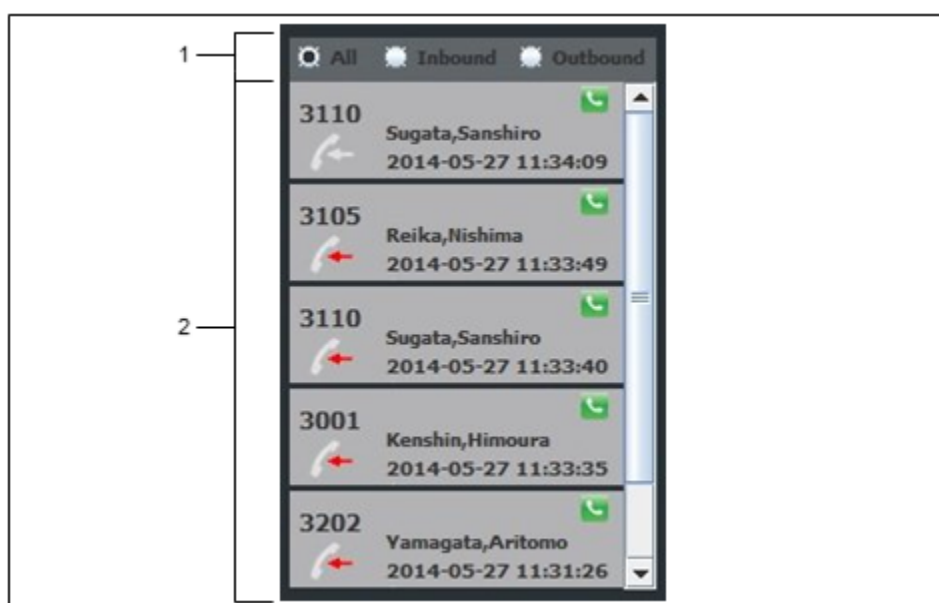 1
All Inbound Outbound
2
3110
Sugata,Sanshiro
2014-05-27 11:34:09
3105
Reika,Nishima
2014-05-27 11:33:49
3110
Sugata,Sanshiro
2014-05-27 11:33:40
3001
Kenshin,Himoura
2014-05-27 11:33:35
3202
Yamagata,Aritomo
2014-05-27 11:31:26